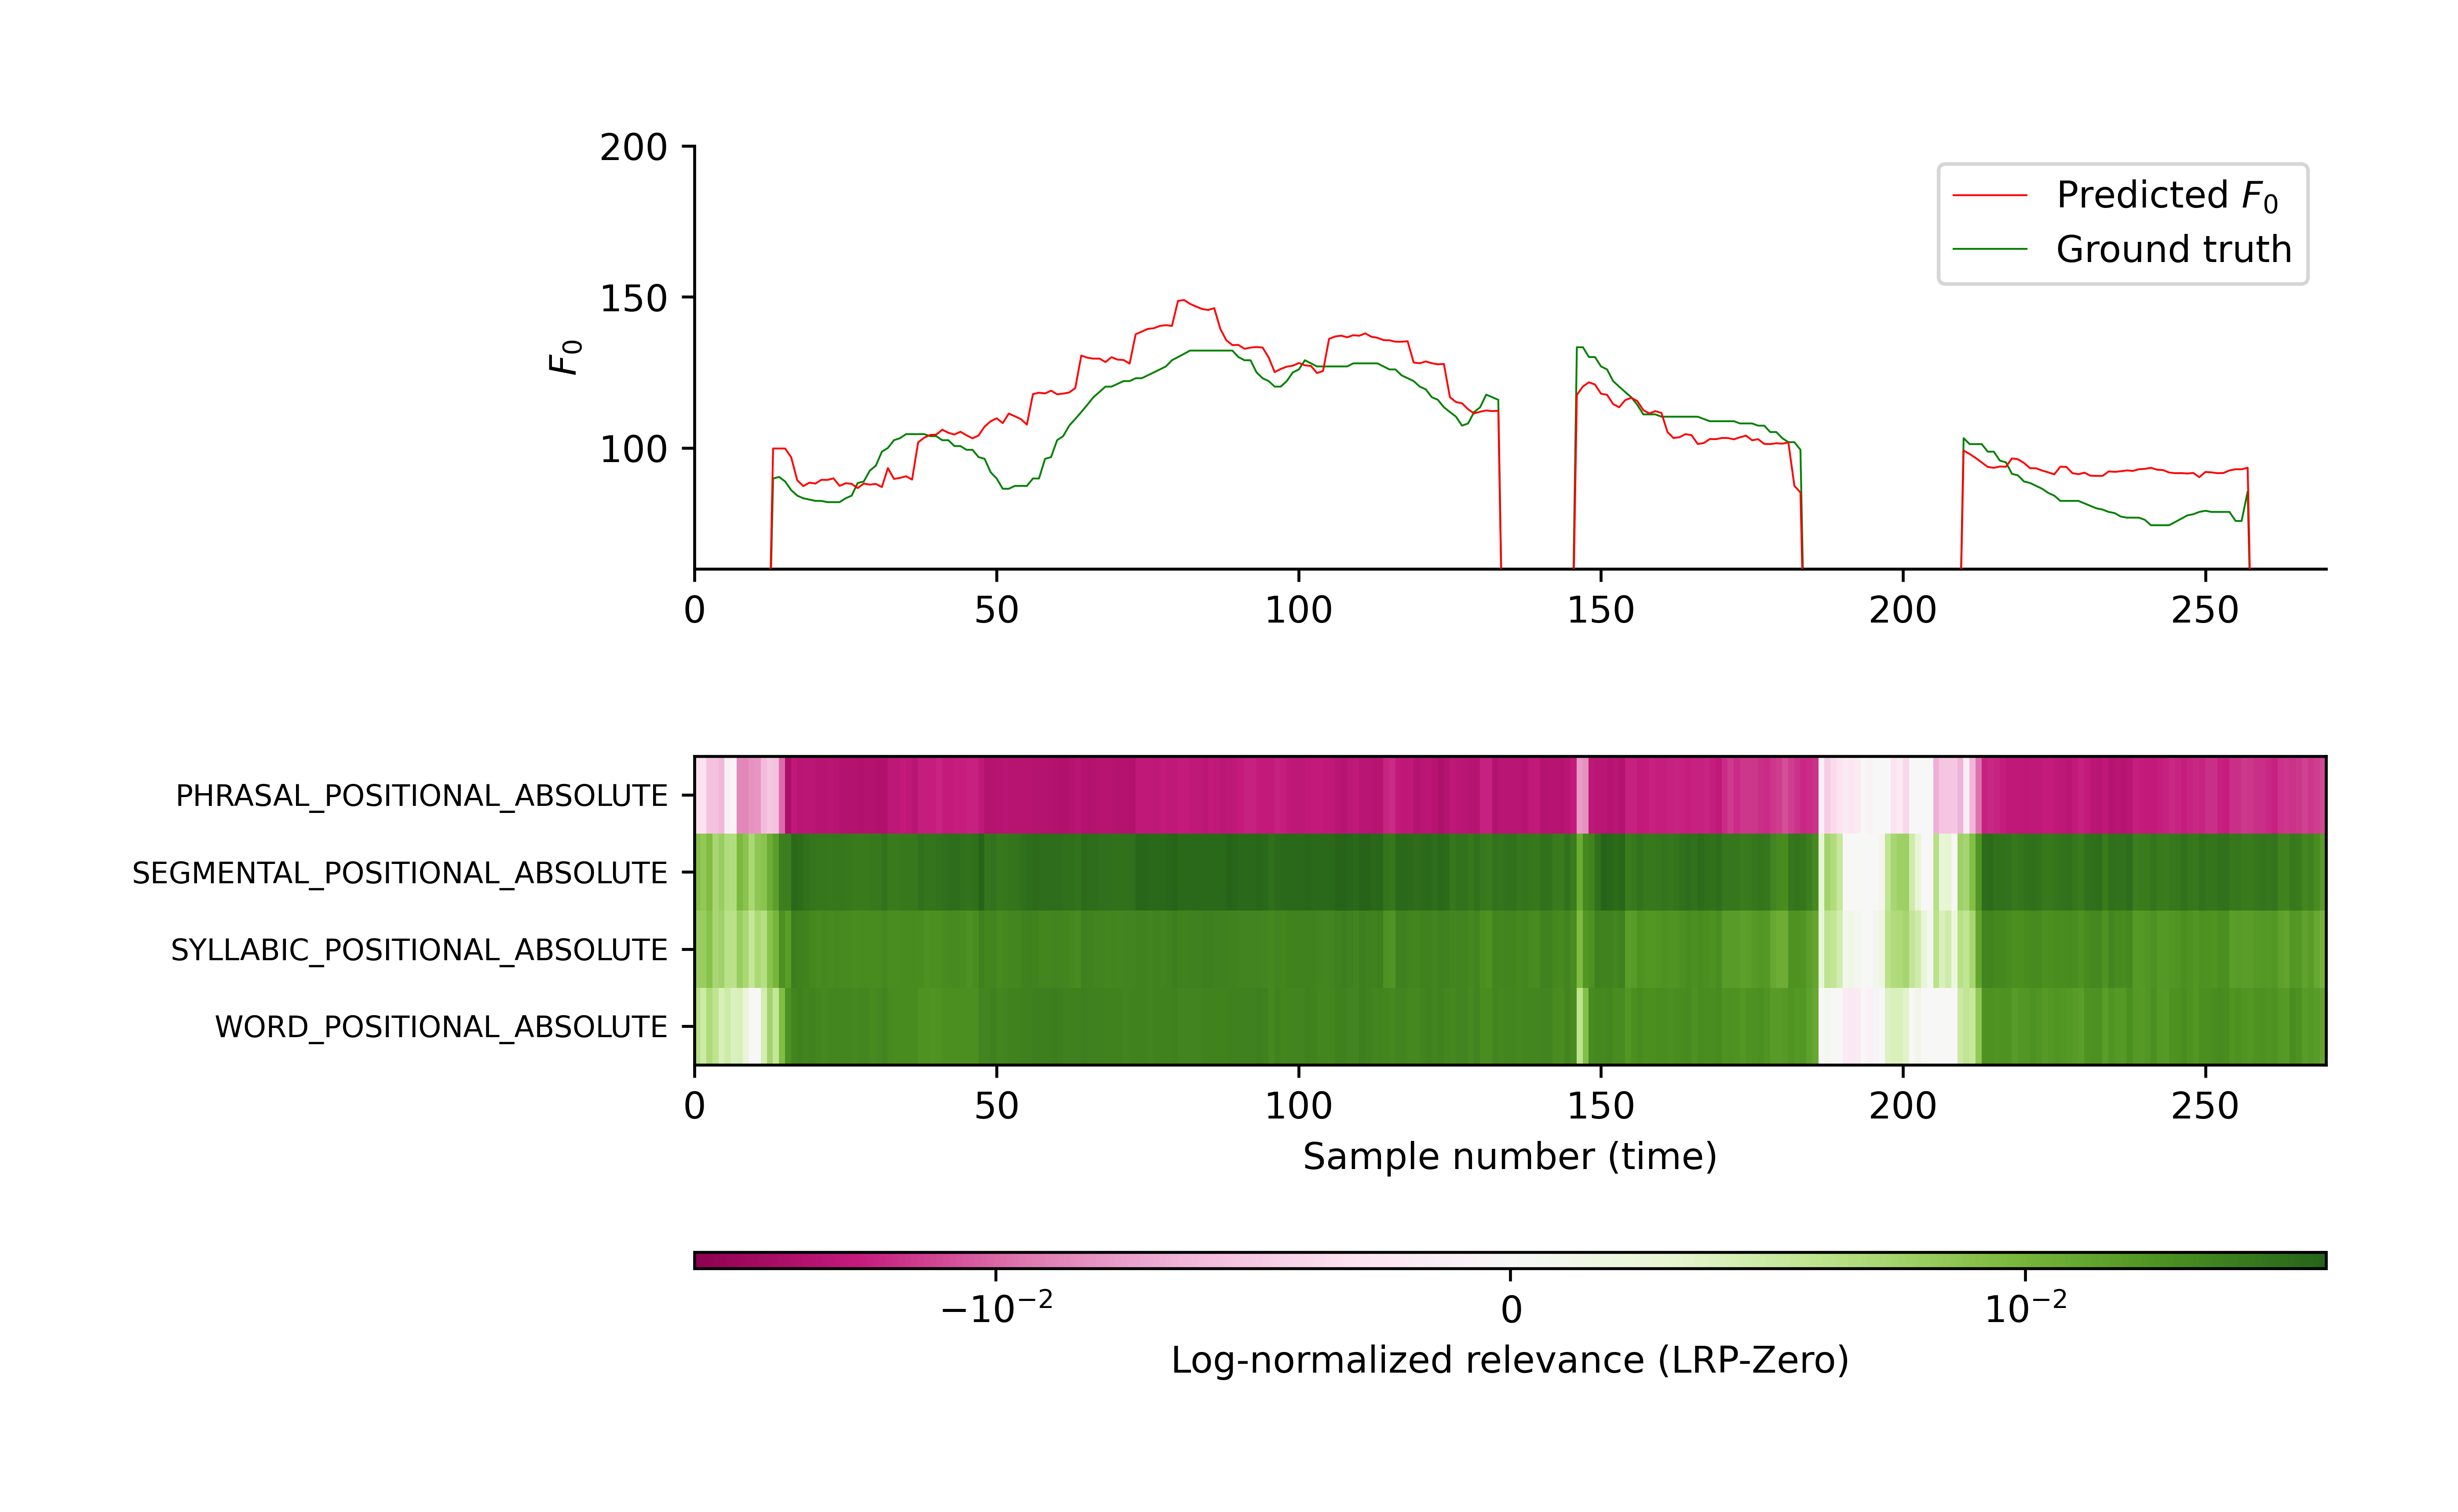 200
150
100
F0
Predicted F0
Ground truth
0 50 100 150 200 250
PHRASAL_POSITIONAL_ABSOLUTE
SEGMENTAL_POSITIONAL_ABSOLUTE
SYLLABIC_POSITIONAL_ABSOLUTE
WORD_POSITIONAL_ABSOLUTE
0 50 100 150 200 250
Sample number (time)
−10−2 0 10−2
Log-normalized relevance (LRP-Zero)